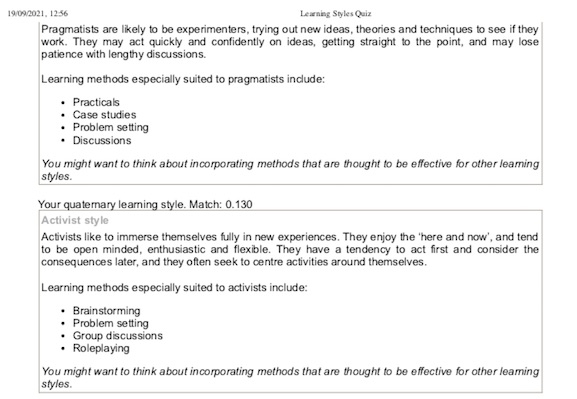 19/09/2021, 12:56 Learning Styles Quiz
Pragmatists are likely to be experimenters, trying out new ideas, theories and techniques to see if they
work. They may act quickly and confidently on ideas, getting straight to the point, and may lose
patience with lengthy discussions.
Learning methods especially suited to pragmatists include:
• Practicals
• Case studies
• Problem setting
• Discussions
You might want to think about incorporating methods that are thought to be effective for other learning
styles.
Your quaternary learning style. Match: 0.130
Activist style
Activists like to immerse themselves fully in new experiences. They enjoy the ‘here and now’, and tend
to be open minded, enthusiastic and flexible. They have a tendency to act first and consider the
consequences later, and they often seek to centre activities around themselves.
Learning methods especially suited to activists include:
• Brainstorming
• Problem setting
• Group discussions
• Roleplaying
You might want to think about incorporating methods that are thought to be effective for other learning
styles.